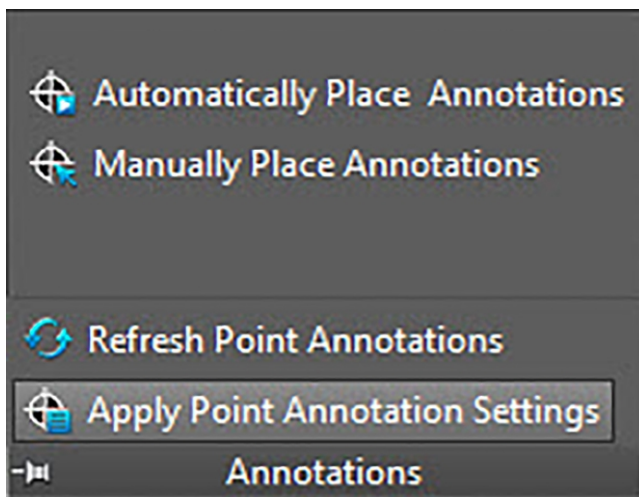 Automatically Place Annotations
Manually Place Annotations
Refresh Point Annotations
Apply Point Annotation Settings
Annotations